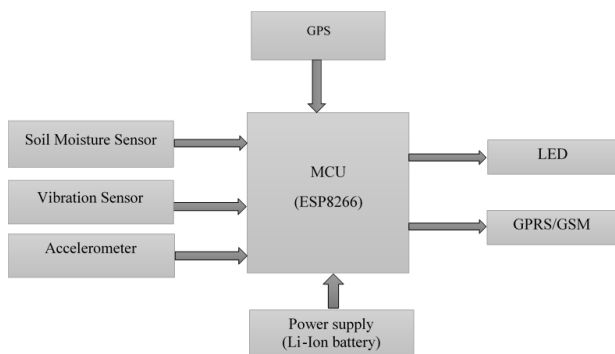 GPS
Soil Moisture Sensor
Vibration Sensor
Accelerometer
MCU
(ESP8266)
LED
GPRS/GSM
Power supply
(Li-Ion battery)